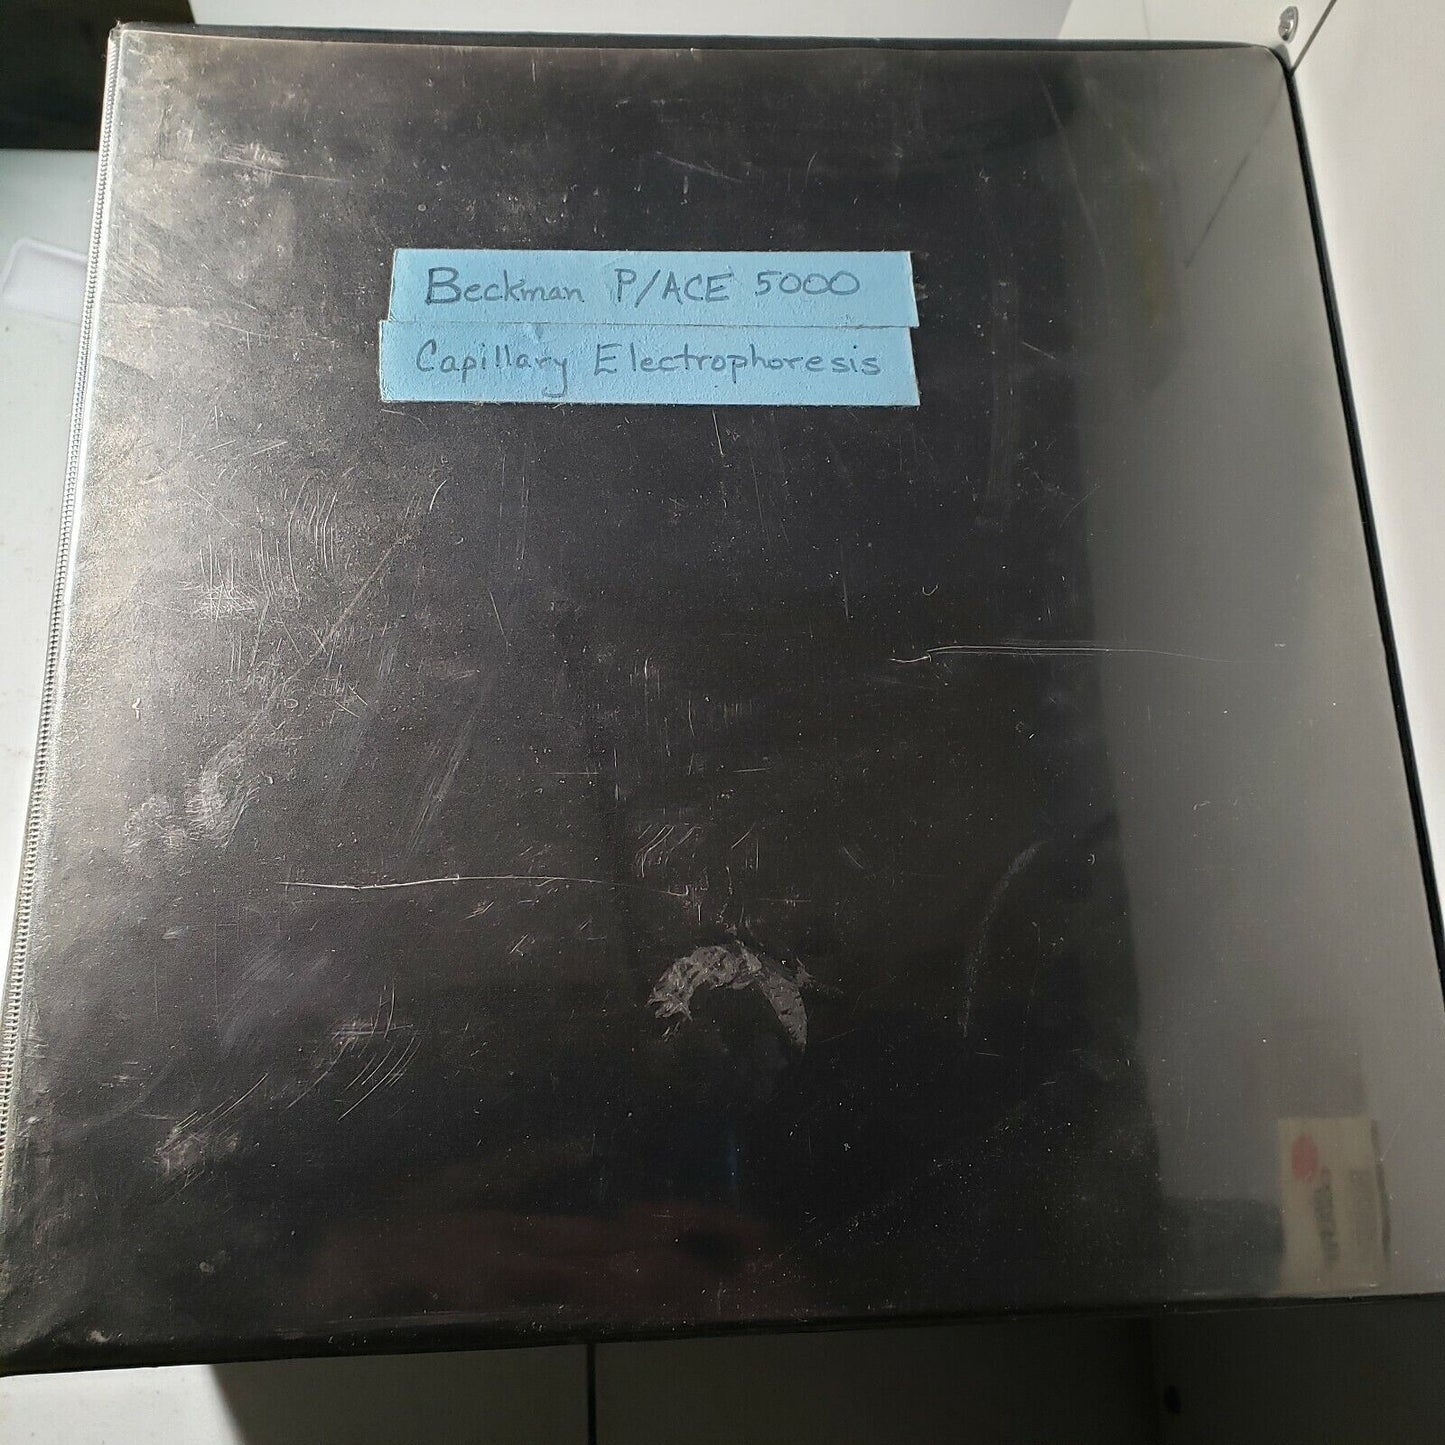 Beckman P/ACE 5000
Capillary Electrophoresis